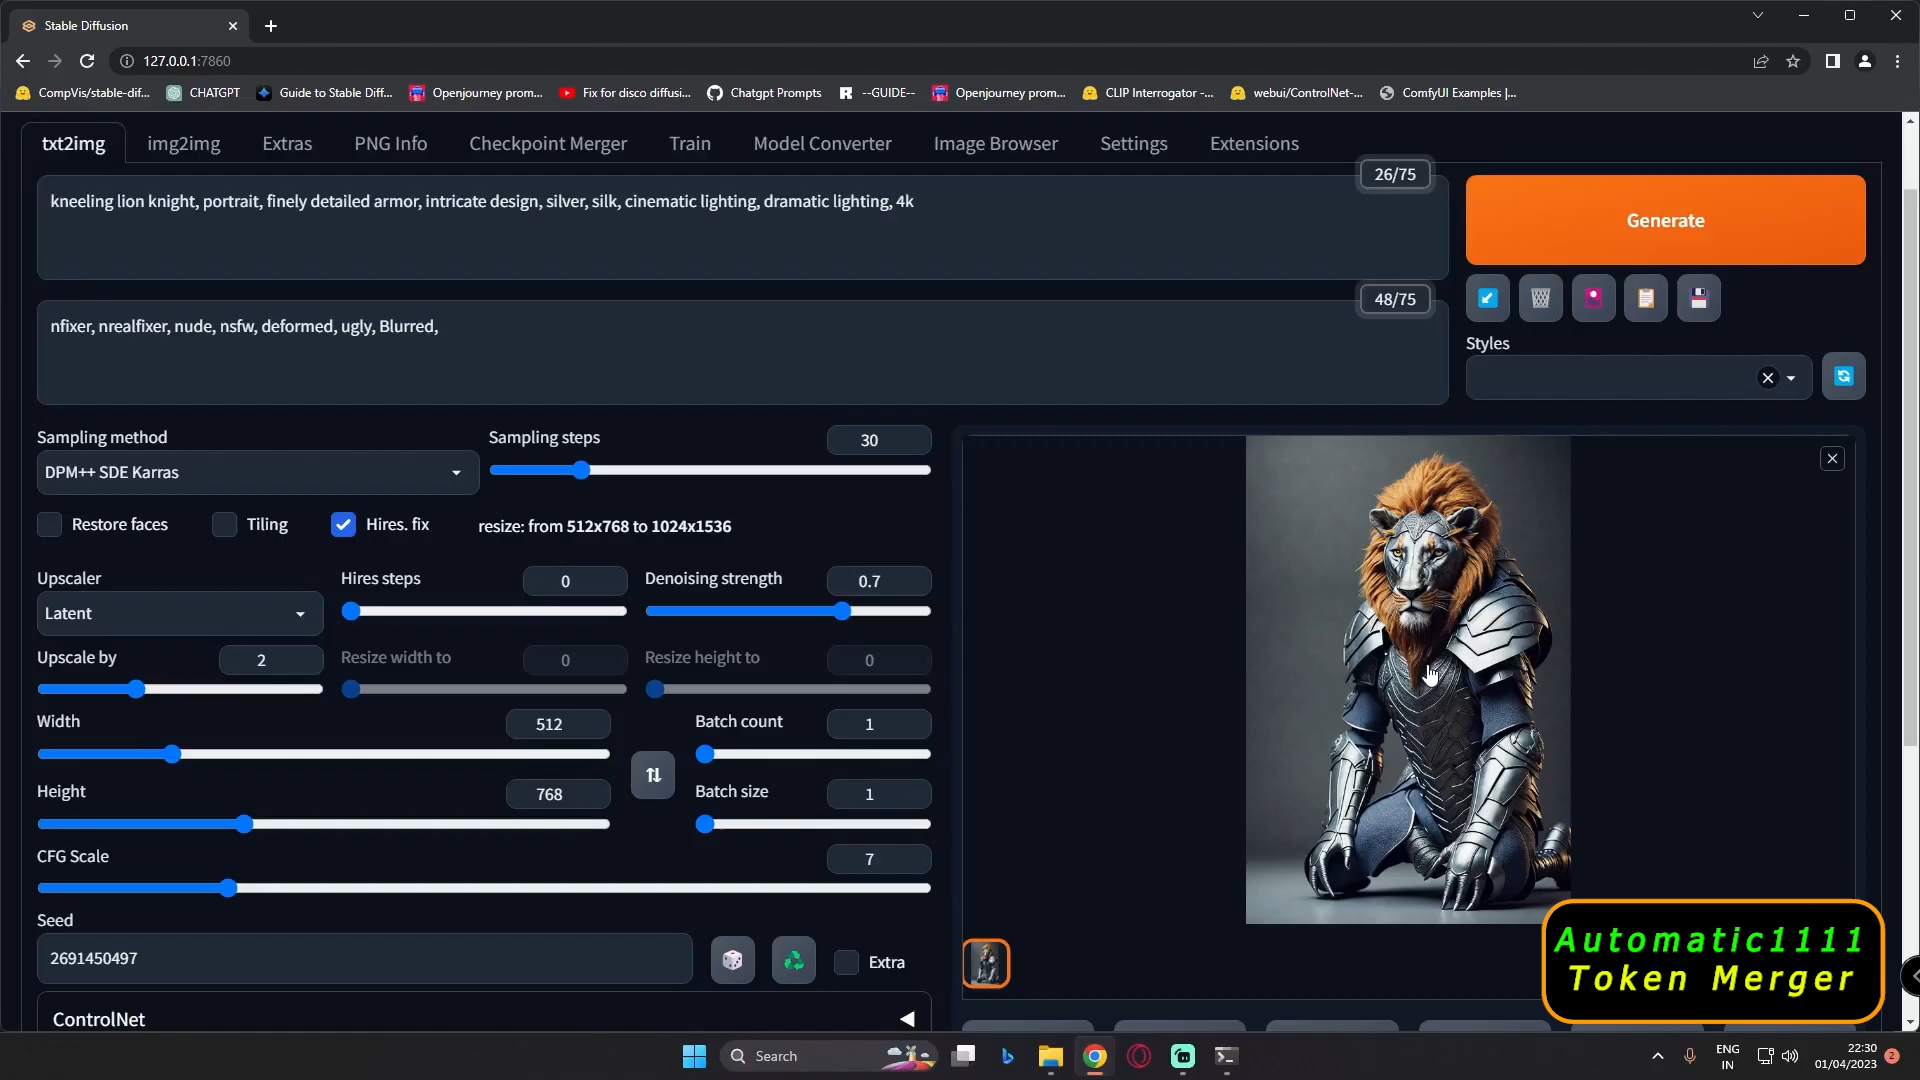 Stable Diffusion
127.0.0.1:7860
CompVis/stable-dif... CHATGPT Guide to Stable Diff... Openjourney prom... Fix for disco diffusi... Chatgpt Prompts --GUIDE-- Openjourney prom... CLIP Interrogator -... webui/ControlNet-... ComfyUI Examples |...
txt2img img2img Extras PNG Info Checkpoint Merger Train Model Converter Image Browser Settings Extensions
26/75
kneeling lion knight, portrait, finely detailed armor, intricate design, silver, silk, cinematic lighting, dramatic lighting, 4k
Generate
48/75
nfixer, nrealfixer, nude, nsfw, deformed, ugly, Blurred,
Styles
Sampling method
DPM++ SDE Karras
Sampling steps 30
Restore faces Tiling Hires. fix resize: from 512x768 to 1024x1536
Upscaler
Latent
Hires steps 0
Denoising strength 0.7
Upscale by 2
Resize width to 0
Resize height to 0
Width 512
Batch count 1
Height 768
Batch size 1
CFG Scale 7
Seed
2691450497
Extra
ControlNet
Automatic1111
Token Merger
Search
ENG
IN
22:30
01/04/2023
2